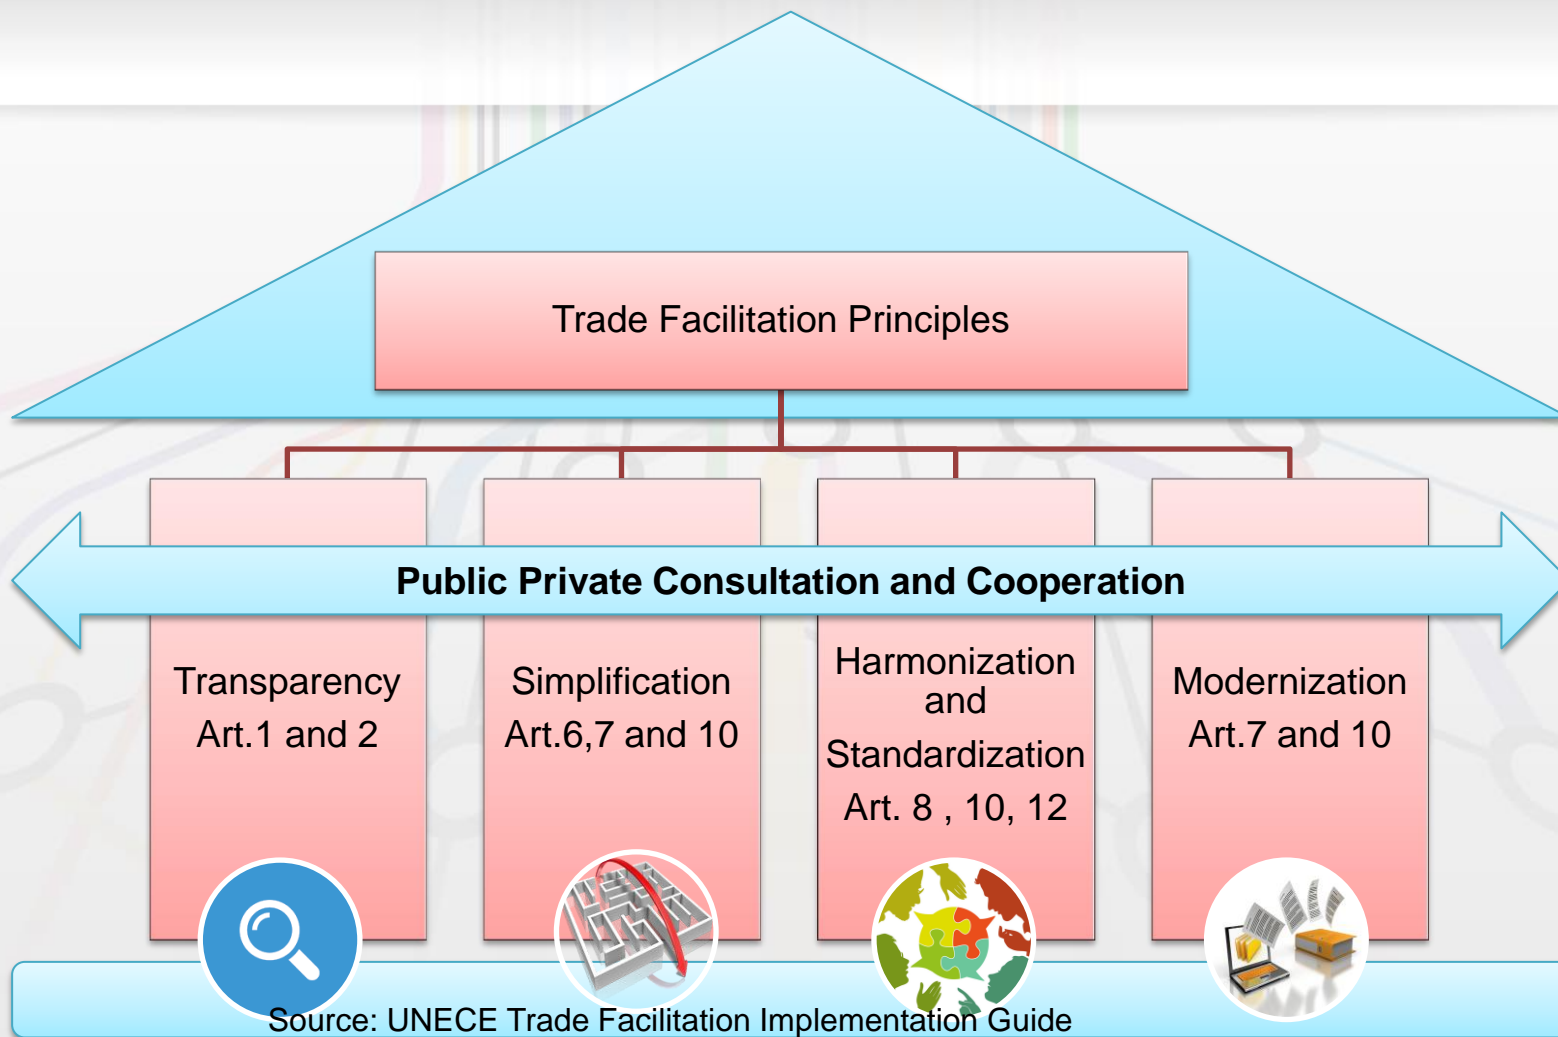 Trade Facilitation Principles
Public Private Consultation and Cooperation
Transparency
Art.1 and 2
Simplification
Art.6,7 and 10
Harmonization
and
Standardization
Art. 8 , 10, 12
Modernization
Art.7 and 10
Source: UNECE Trade Facilitation Implementation Guide